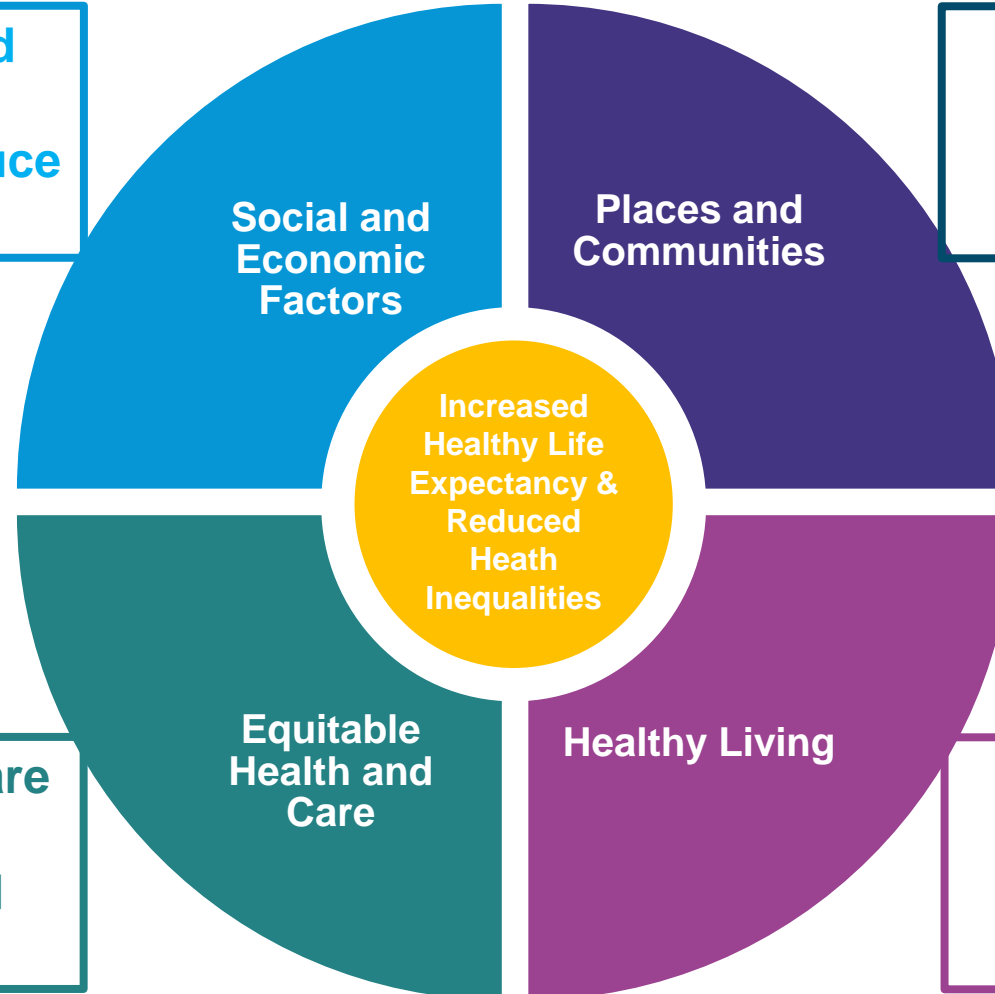 Social and
Economic
Factors
Places and
Communities
Increased
Healthy Life
Expectancy &
Reduced
Heath
Inequalities
Equitable
Health and
Care
Healthy Living